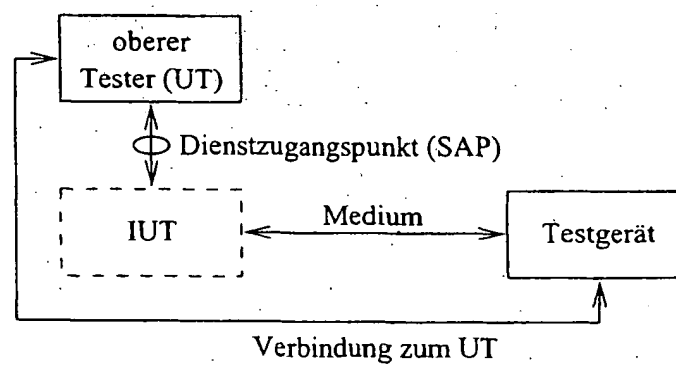 oberer
Tester (UT)
Dienstzugangspunkt (SAP)
IUT
Medium
Testgerät
Verbindung zum UT